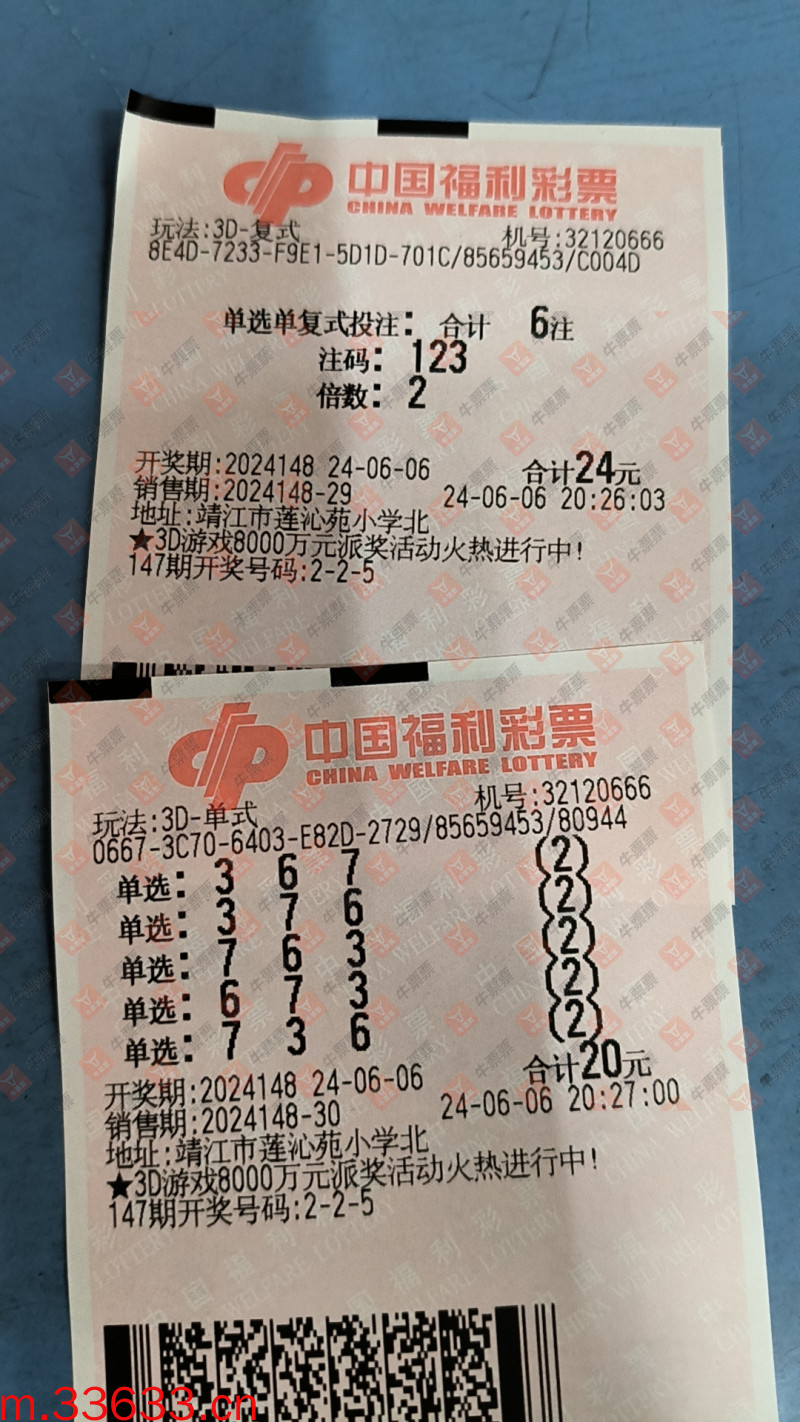 中国福利彩票
CHINA WELFARE LOTTERY
玩法:3D-复式 机号:32120666
8E4D-7233-F9E1-5D1D-701C/85659453/C004D
单选单复式投注: 合计 6注
注码: 123
倍数: 2
开奖期:2024148 24-06-06 合计24元
销售期:2024148-29 24-06-06 20:26:03
地址:靖江市莲沁苑小学北
★3D游戏8000万元派奖活动火热进行中!
147期开奖号码:2-2-5
中国福利彩票
CHINA WELFARE LOTTERY
玩法:3D-单式 机号:32120666
0667-3C70-6403-E82D-2729/85659453/80944
单选: 3 6 7 (2)
单选: 3 7 6 (2)
单选: 7 6 3 (2)
单选: 6 7 3 (2)
单选: 7 3 6 (2)
合计20元
开奖期:2024148 24-06-06
销售期:2024148-30 24-06-06 20:27:00
地址:靖江市莲沁苑小学北
★3D游戏8000万元派奖活动火热进行中!
147期开奖号码:2-2-5
m.33633.cn